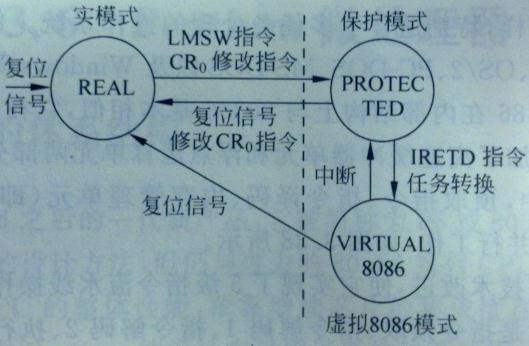 实模式
保护模式
LMSW指令
CR₀ 修改指令
复位
信号
REAL
PROTEC
TED
复位信号
修改CR₀指令
中断
IRETD 指令
任务转换
复位信号
VIRTUAL
8086
虚拟8086模式